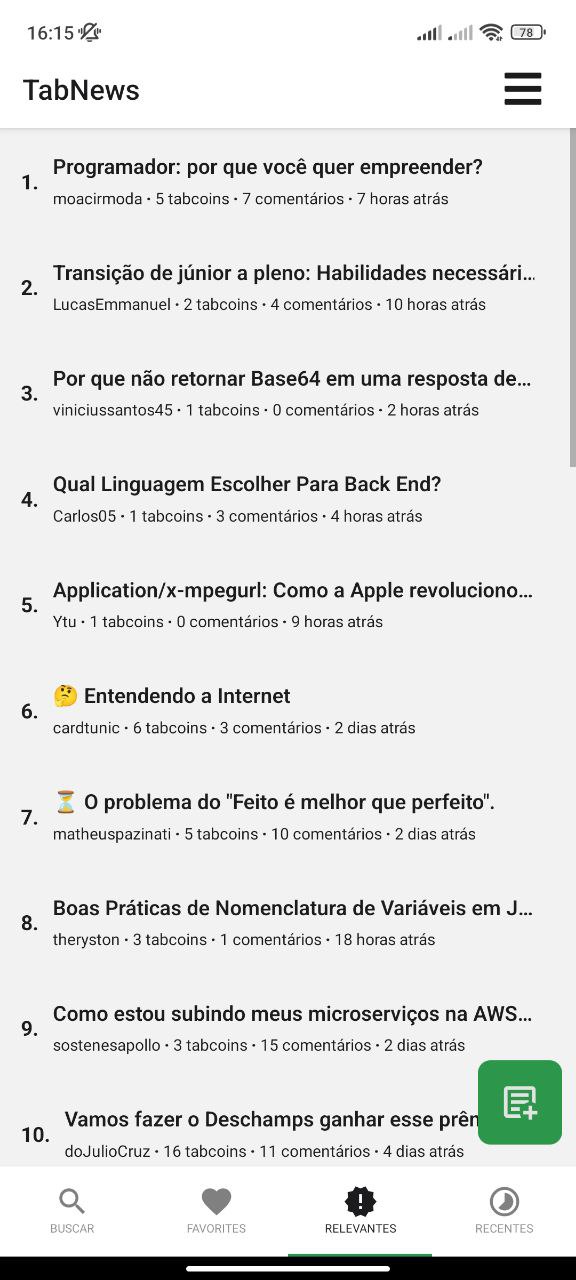 16:15
78
TabNews
1.
Programador: por que você quer empreender?
moacirmoda • 5 tabcoins • 7 comentários • 7 horas atrás
2.
Transição de júnior a pleno: Habilidades necessári...
LucasEmmanuel • 2 tabcoins • 4 comentários • 10 horas atrás
3.
Por que não retornar Base64 em uma resposta de...
viniciussantos45 • 1 tabcoins • 0 comentários • 2 horas atrás
4.
Qual Linguagem Escolher Para Back End?
Carlos05 • 1 tabcoins • 3 comentários • 4 horas atrás
5.
Application/x-mpegurl: Como a Apple revoluciono...
Ytu • 1 tabcoins • 0 comentários • 9 horas atrás
6.
🤔 Entendendo a Internet
cardtunic • 6 tabcoins • 3 comentários • 2 dias atrás
7.
⏳ O problema do "Feito é melhor que perfeito".
matheuspazinati • 5 tabcoins • 10 comentários • 2 dias atrás
8.
Boas Práticas de Nomenclatura de Variáveis em J...
theryston • 3 tabcoins • 1 comentários • 18 horas atrás
9.
Como estou subindo meus microserviços na AWS...
sostenesapollo • 3 tabcoins • 15 comentários • 2 dias atrás
10.
Vamos fazer o Deschamps ganhar esse prên
doJulioCruz • 16 tabcoins • 11 comentários • 4 dias atrás
BUSCAR
FAVORITES
RELEVANTES
RECENTES